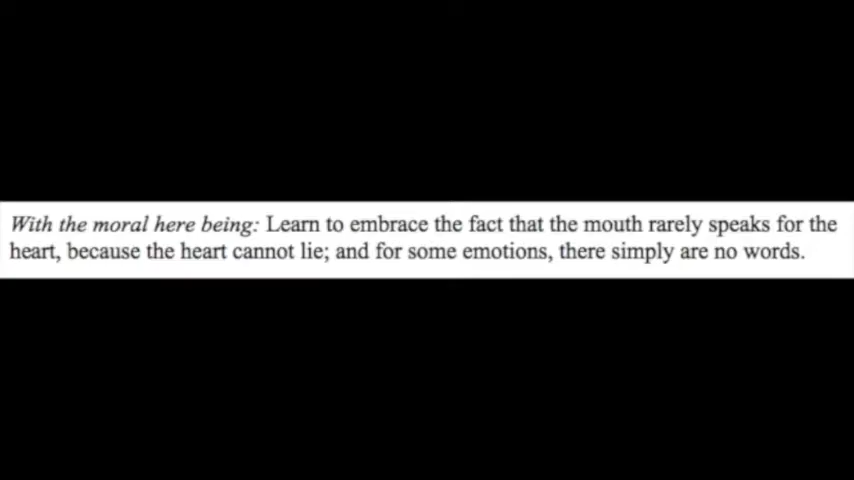 With the moral here being: Learn to embrace the fact that the mouth rarely speaks for the
heart, because the heart cannot lie; and for some emotions, there simply are no words.